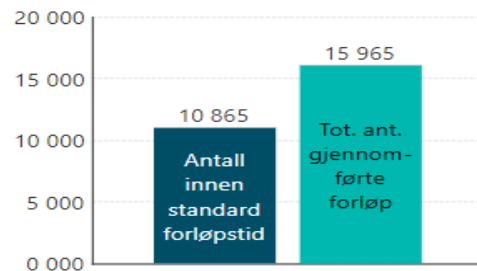 20 000
15 965
15 000
10 865
10 000
Tot. ant.
gjennom-
førte
forløp
Antall
innen
standard
forløpstid
5 000
0 000